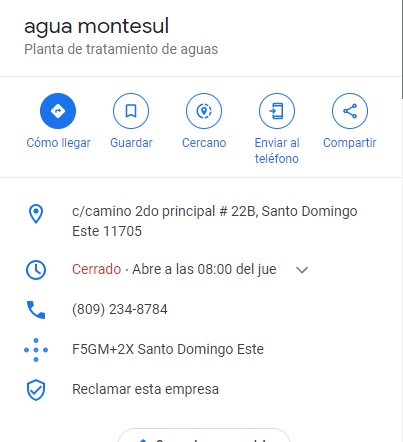 agua montesul
Planta de tratamiento de aguas
Cómo llegar
Guardar
Cercano
Enviar al
teléfono
Compartir
c/camino 2do principal # 22B, Santo Domingo
Este 11705
Cerrado · Abre a las 08:00 del jue
(809) 234-8784
F5GM+2X Santo Domingo Este
Reclamar esta empresa